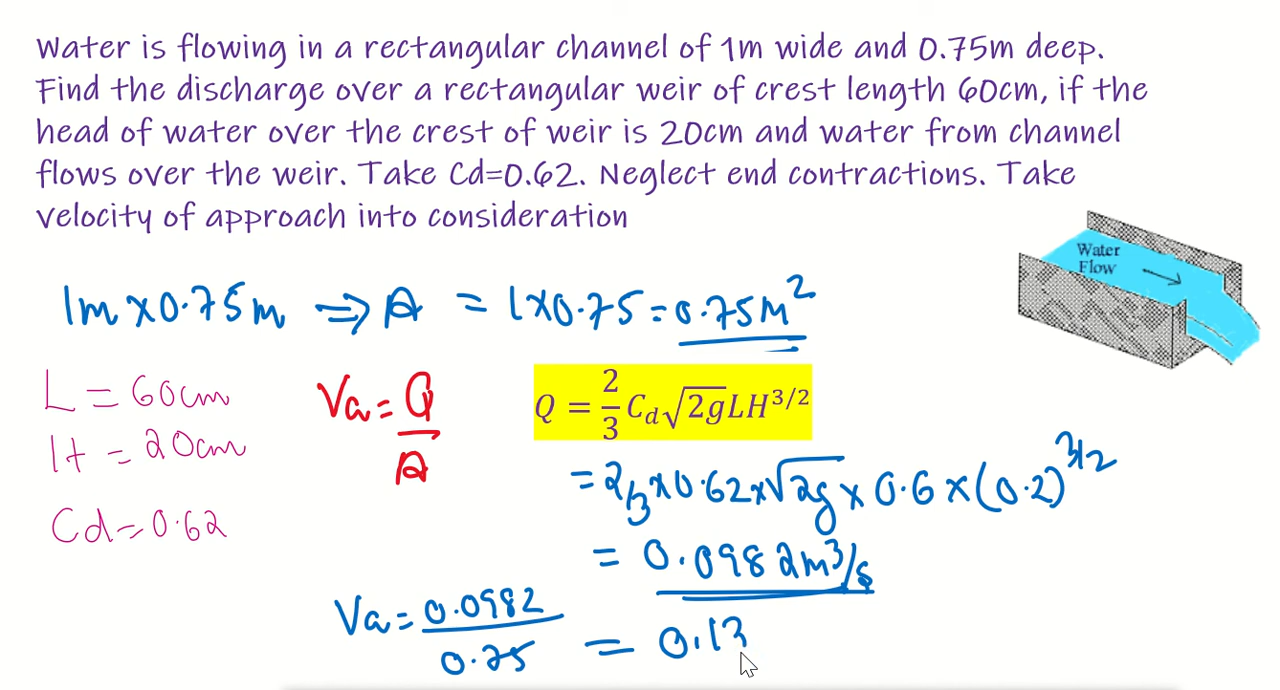 Water is flowing in a rectangular channel of 1m wide and 0.75m deep.
Find the discharge over a rectangular weir of crest length 60cm, if the
head of water over the crest of weir is 20cm and water from channel
flows over the weir. Take Cd=0.62. Neglect end contractions. Take
velocity of approach into consideration
Water
Flow
1m x 0.75m ⇒ A = 1x0.75 = 0.75m²
L = 60cm
H = 20cm
Cd = 0.62
Va = Q/A
Q = 2/3 C_d √2g LH^3/2
= 2/3 x 0.62 x √2g x 0.6 x (0.2)^3/2
= 0.0982m³/s
Va = 0.0982/0.75 = 0.13